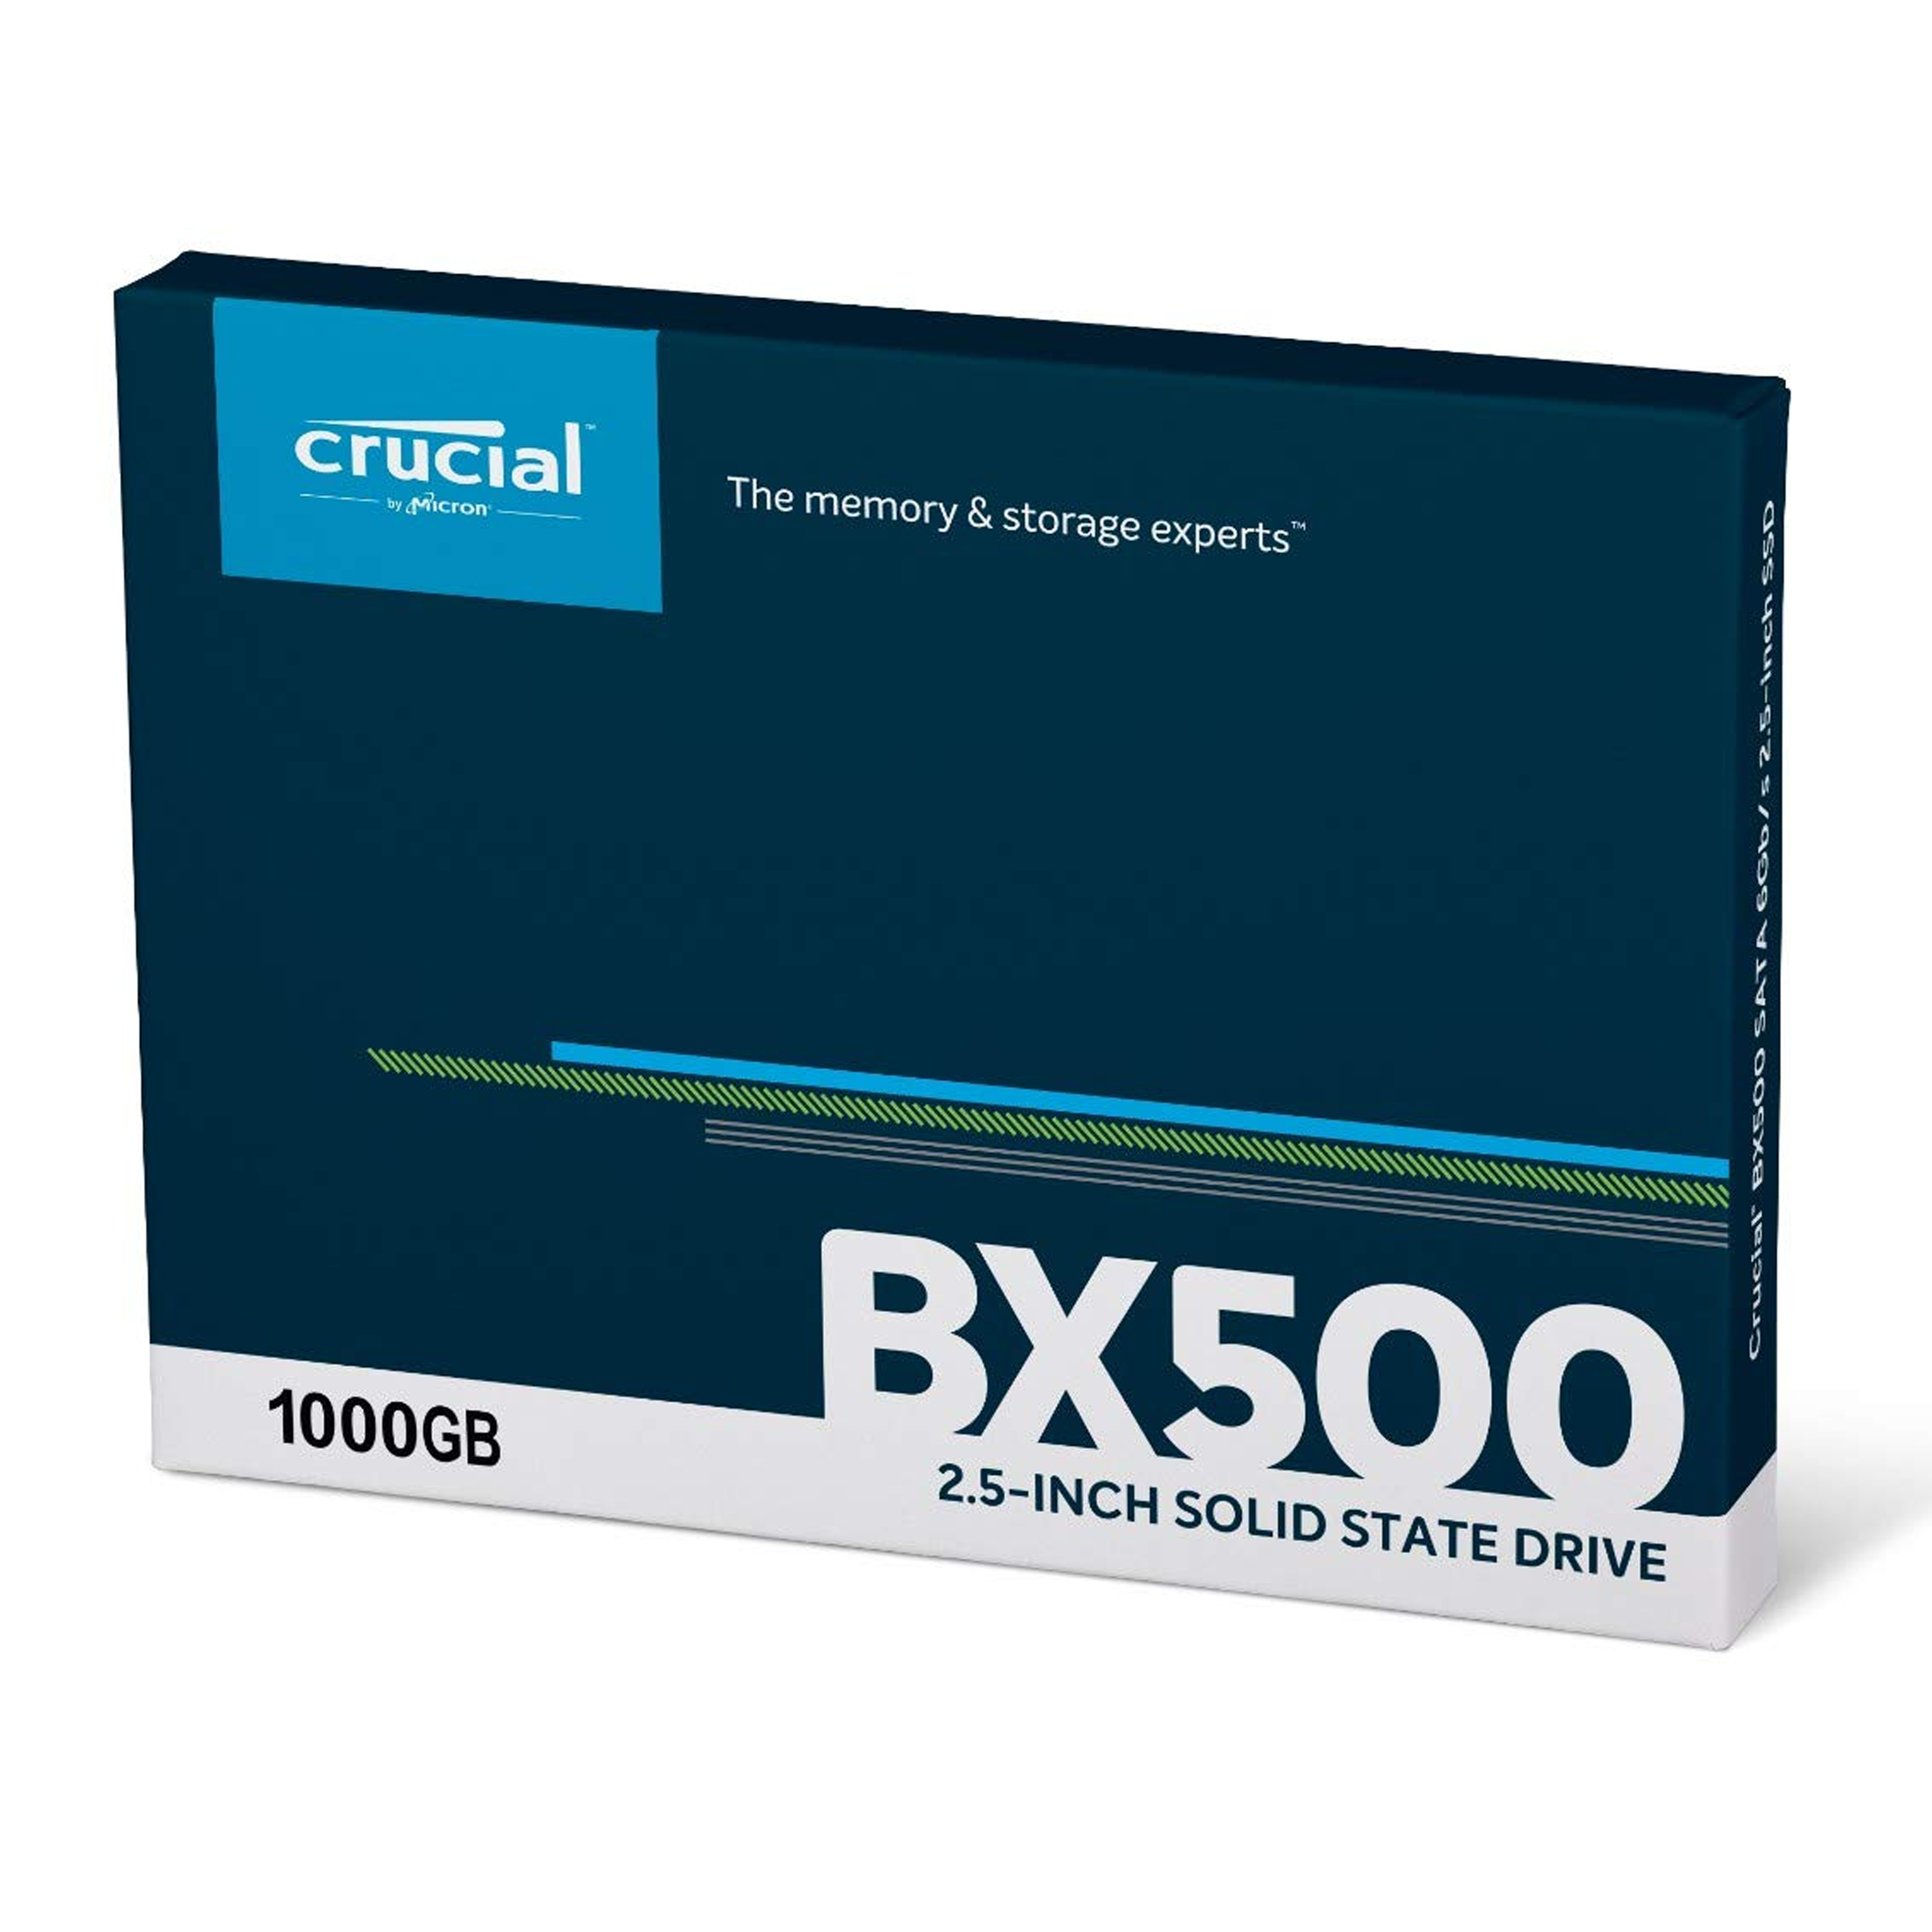 crucial™
by Micron®
The memory & storage experts™
BX500
1000GB
2.5-INCH SOLID STATE DRIVE
Crucial® BX500 SATA 6Gb/s 2.5-inch SSD